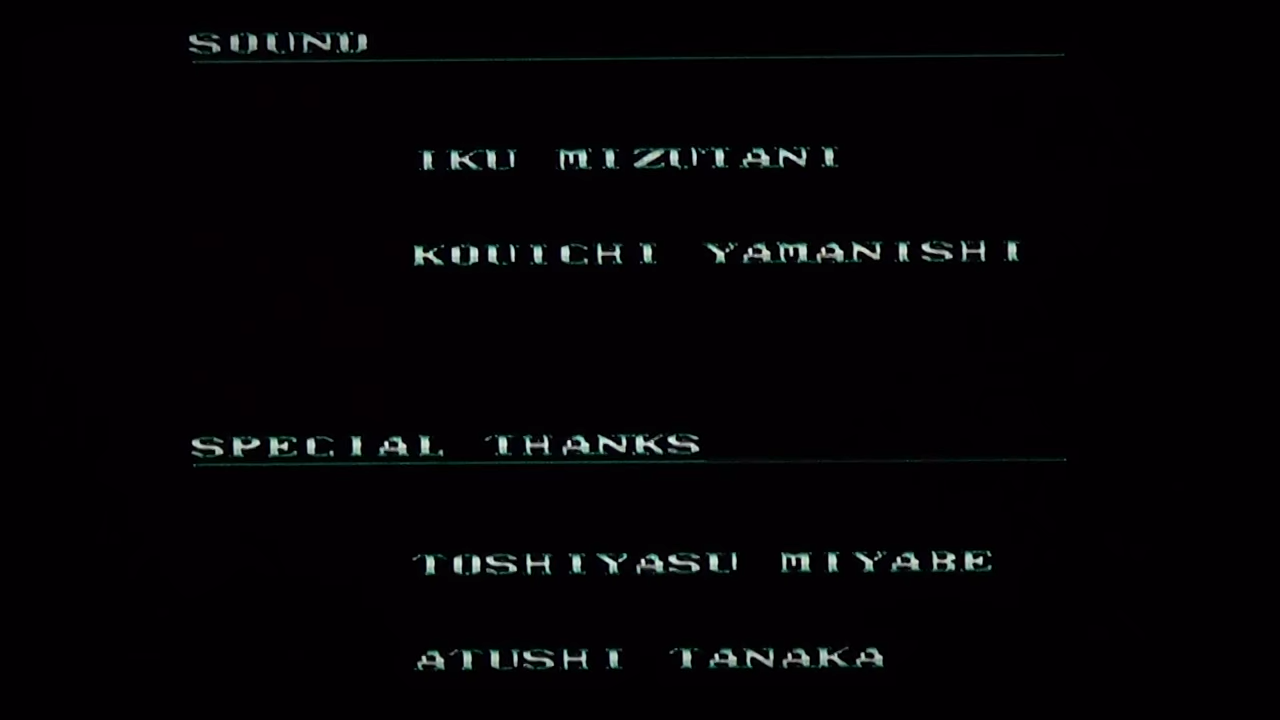 SOUND
IKU MIZUTANI
KOUICHI YAMANISHI
SPECIAL THANKS
TOSHIYASU MIYABE
ATUSHI TANAKA